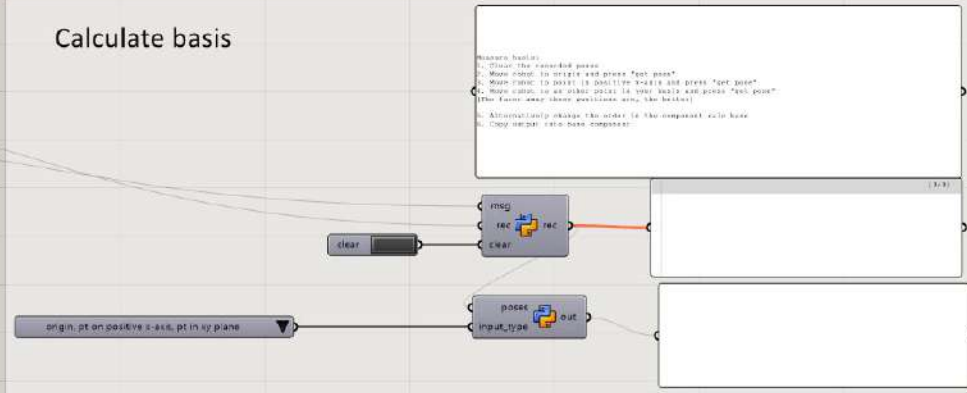 Calculate basis
Measure basis:
1. Clear the recorded poses
2. Move robot to origin and press "get pose"
3. Move robot to point in positive x-axis and press "get pose"
4. Move robot to an other point in your basis and press "get pose"
(The farer away these positions are, the better)
5. Alternatively change the order in the component calc base
6. Copy output into base component
{3;3}
msg
rec
rec
clear
clear
poses
out
input_type
origin, pt on positive x-axis, pt in xy plane